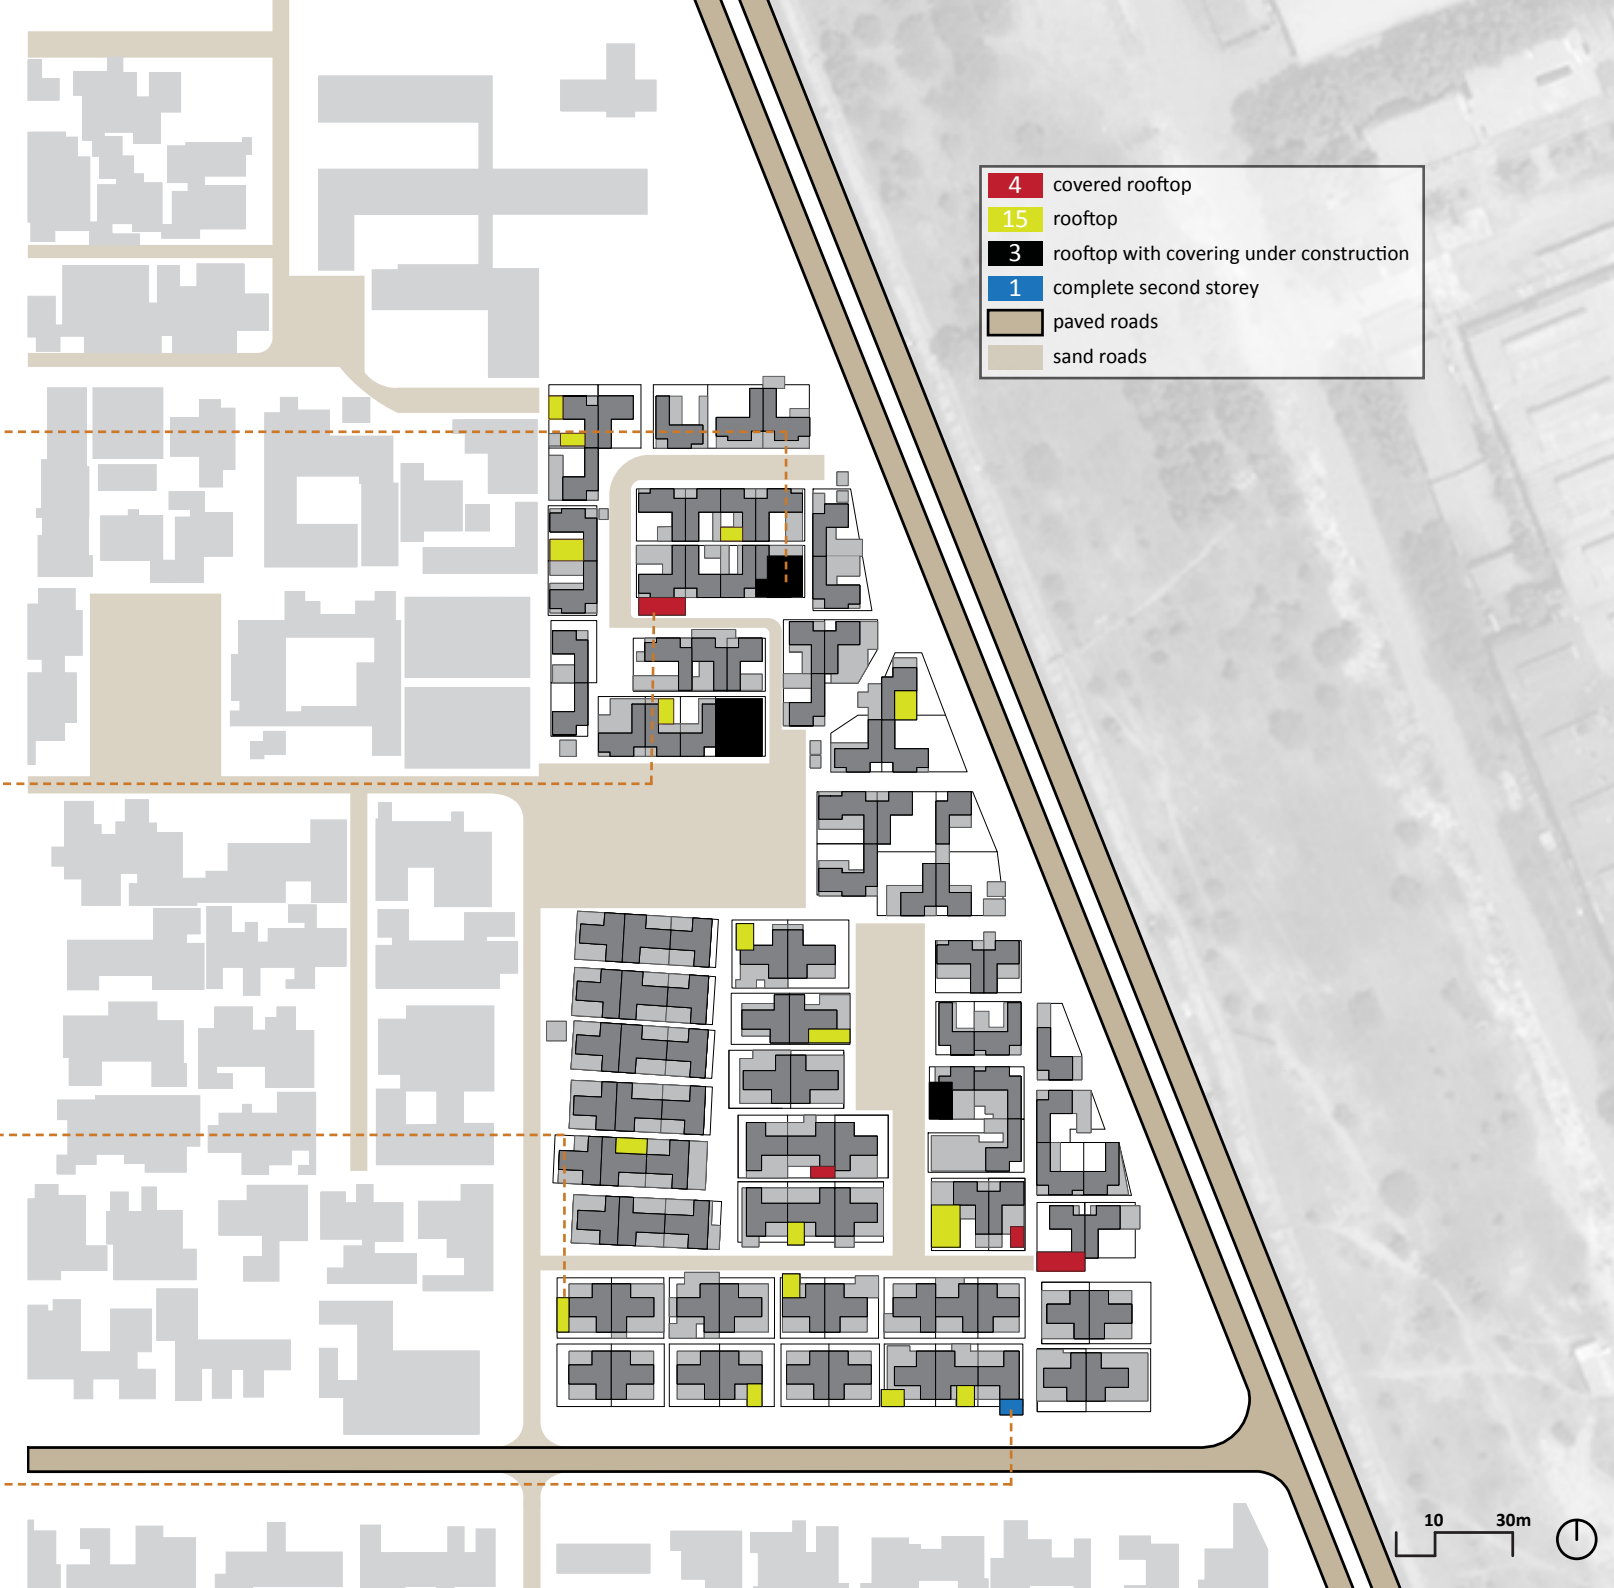 4 covered rooftop
15 rooftop
3 rooftop with covering under construction
1 complete second storey
paved roads
sand roads
10 30m